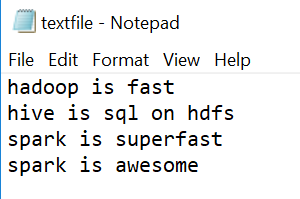 textfile - Notepad
File Edit Format View Help
hadoop is fast
hive is sql on hdfs
spark is superfast
spark is awesome